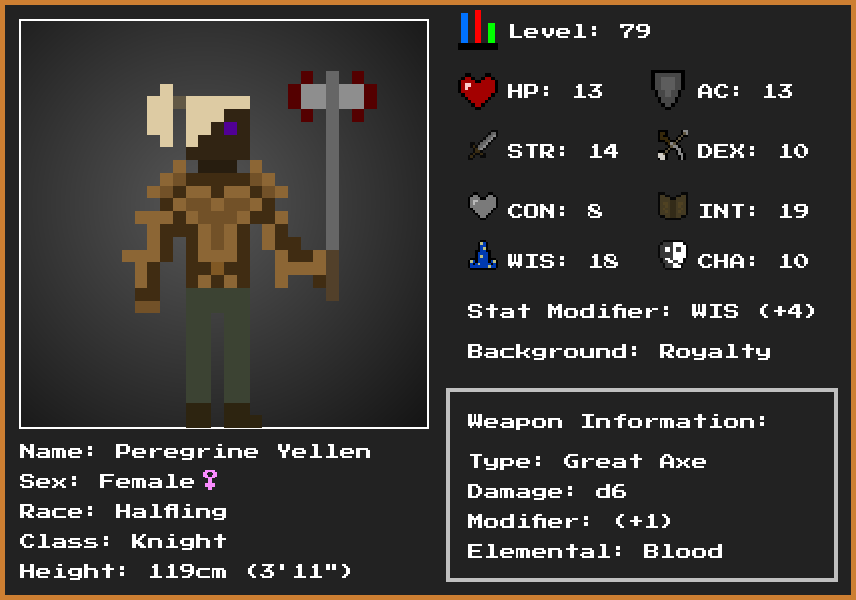 Level: 79
HP: 13
AC: 13
STR: 14
DEX: 10
CON: 8
INT: 19
WIS: 18
CHA: 10
Stat Modifier: WIS (+4)
Background: Royalty
Weapon Information:
Type: Great Axe
Damage: d6
Modifier: (+1)
Elemental: Blood
Name: Peregrine Yellen
Sex: Female♀
Race: Halfling
Class: Knight
Height: 119cm (3'11")